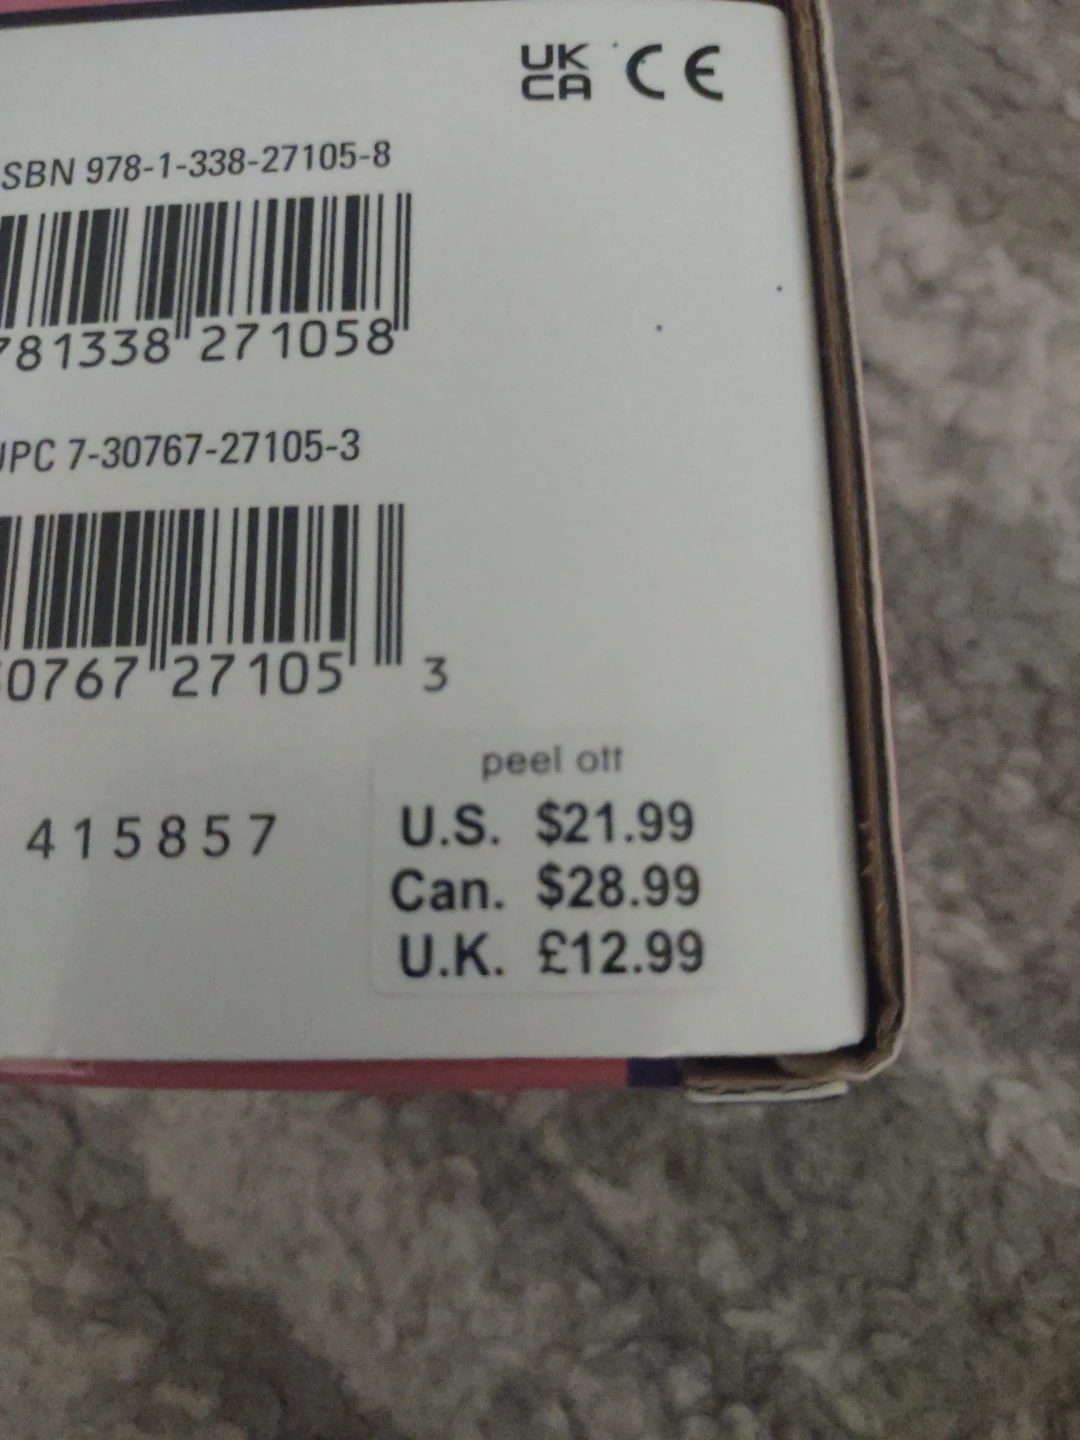 UK
CA CE
SBN 978-1-338-27105-8
781338 271058
UPC 7-30767-27105-3
0767 27105 3
peel off
415857
U.S. $21.99
Can. $28.99
U.K. £12.99